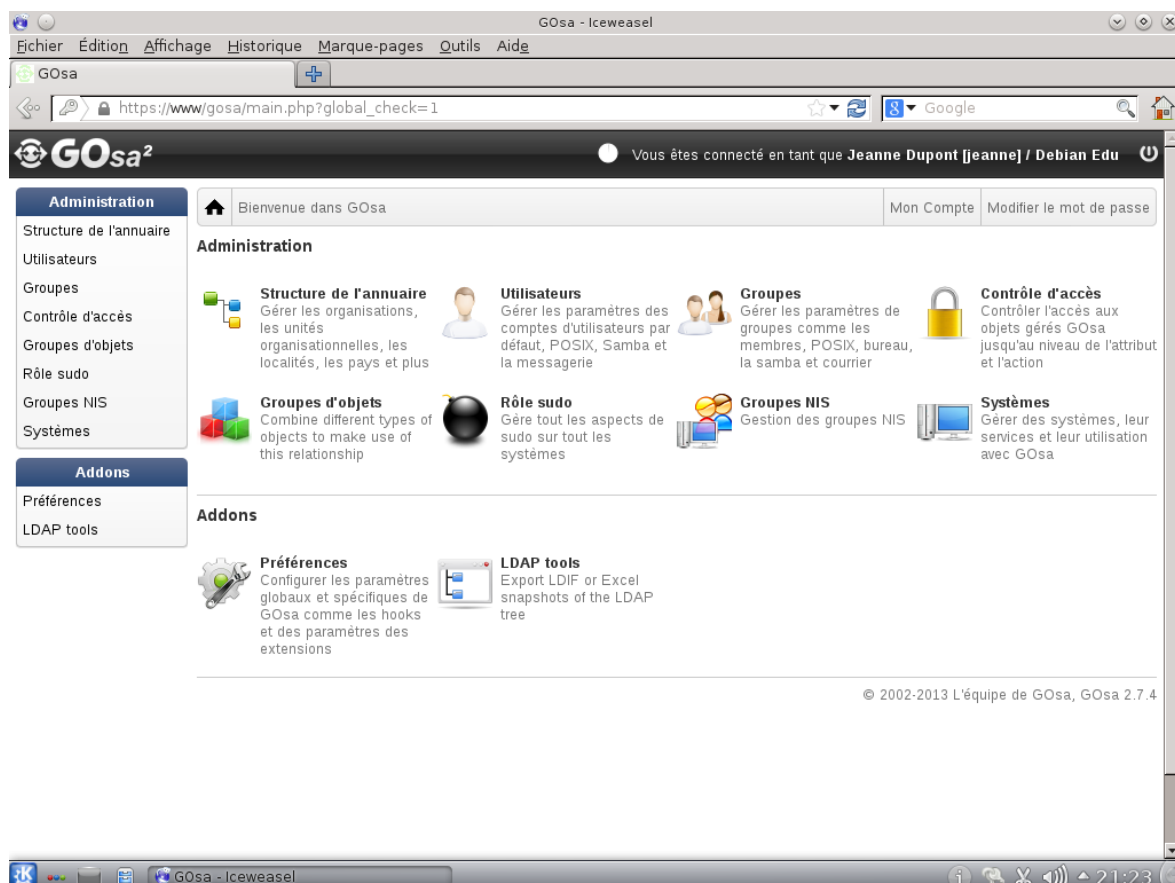 GOsa - Iceweasel
Fichier Édition Affichage Historique Marque-pages Outils Aide
GOsa
https://www/gosa/main.php?global_check=1
Google
GOsa²
Vous êtes connecté en tant que Jeanne Dupont [jeanne] / Debian Edu
Administration
Structure de l'annuaire
Utilisateurs
Groupes
Contrôle d'accès
Groupes d'objets
Rôle sudo
Groupes NIS
Systèmes
Addons
Préférences
LDAP tools
Bienvenue dans GOsa
Mon Compte
Modifier le mot de passe
Administration
Structure de l'annuaire
Gérer les organisations,
les unités
organisationnelles, les
localités, les pays et plus
Utilisateurs
Gérer les paramètres des
comptes d'utilisateurs par
défaut, POSIX, Samba et
la messagerie
Groupes
Gérer les paramètres de
groupes comme les
membres, POSIX, bureau,
la samba et courrier
Contrôle d'accès
Contrôler l'accès aux
objets gérés GOsa
jusqu'au niveau de l'attribut
et l'action
Groupes d'objets
Combine different types of
objects to make use of
this relationship
Rôle sudo
Gère tout les aspects de
sudo sur tout les
systèmes
Groupes NIS
Gestion des groupes NIS
Systèmes
Gérer des systèmes, leur
services et leur utilisation
avec GOsa
Addons
Préférences
Configurer les paramètres
globaux et spécifiques de
GOsa comme les hooks
et des paramètres des
extensions
LDAP tools
Export LDIF or Excel
snapshots of the LDAP
tree
© 2002-2013 L'équipe de GOsa, GOsa 2.7.4
GOsa - Iceweasel
21:23